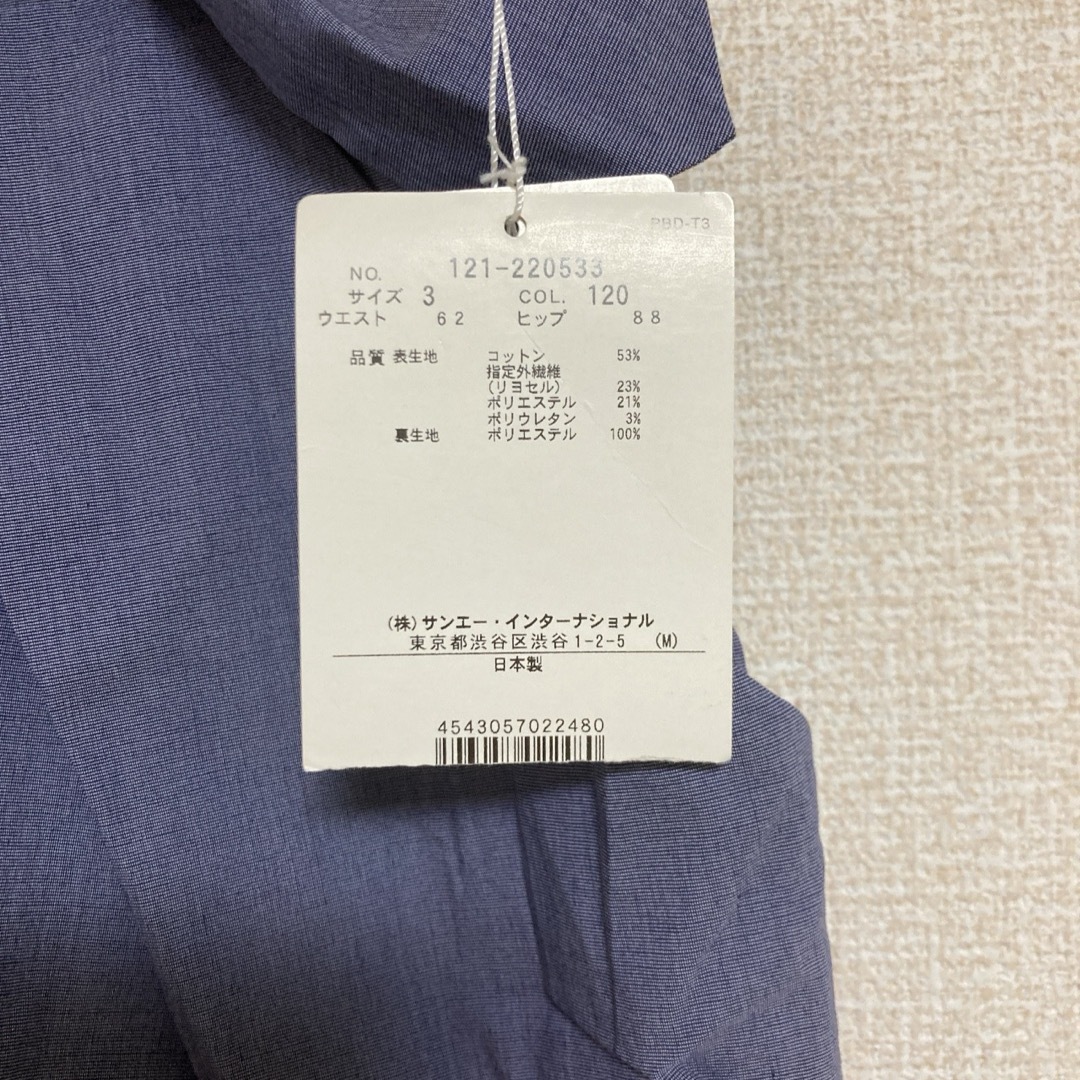 PBD-T3
NO. 121-220533
サイズ 3 COL. 120
ウエスト 62 ヒップ 88
品質 表生地 コットン 53%
指定外繊維
(リヨセル) 23%
ポリエステル 21%
ポリウレタン 3%
裏生地 ポリエステル 100%
(株)サンエー・インターナショナル
東京都渋谷区渋谷1-2-5 (M)
日本製
4543057022480